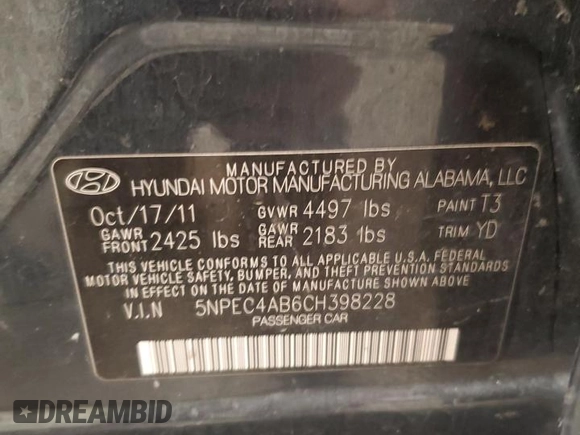 MANUFACTURED BY
HYUNDAI MOTOR MANUFACTURING ALABAMA, LLC
Oct/17/11 GVWR 4497 lbs PAINT T3
GAWR FRONT 2425 lbs GAWR REAR 2183 lbs TRIM YD
THIS VEHICLE CONFORMS TO ALL APPLICABLE U.S.A. FEDERAL
MOTOR VEHICLE SAFETY, BUMPER, AND THEFT PREVENTION STANDARDS
IN EFFECT ON THE DATE OF MANUFACTURE SHOWN ABOVE.
V.I.N 5NPEC4AB6CH398228
PASSENGER CAR
DREAMBID